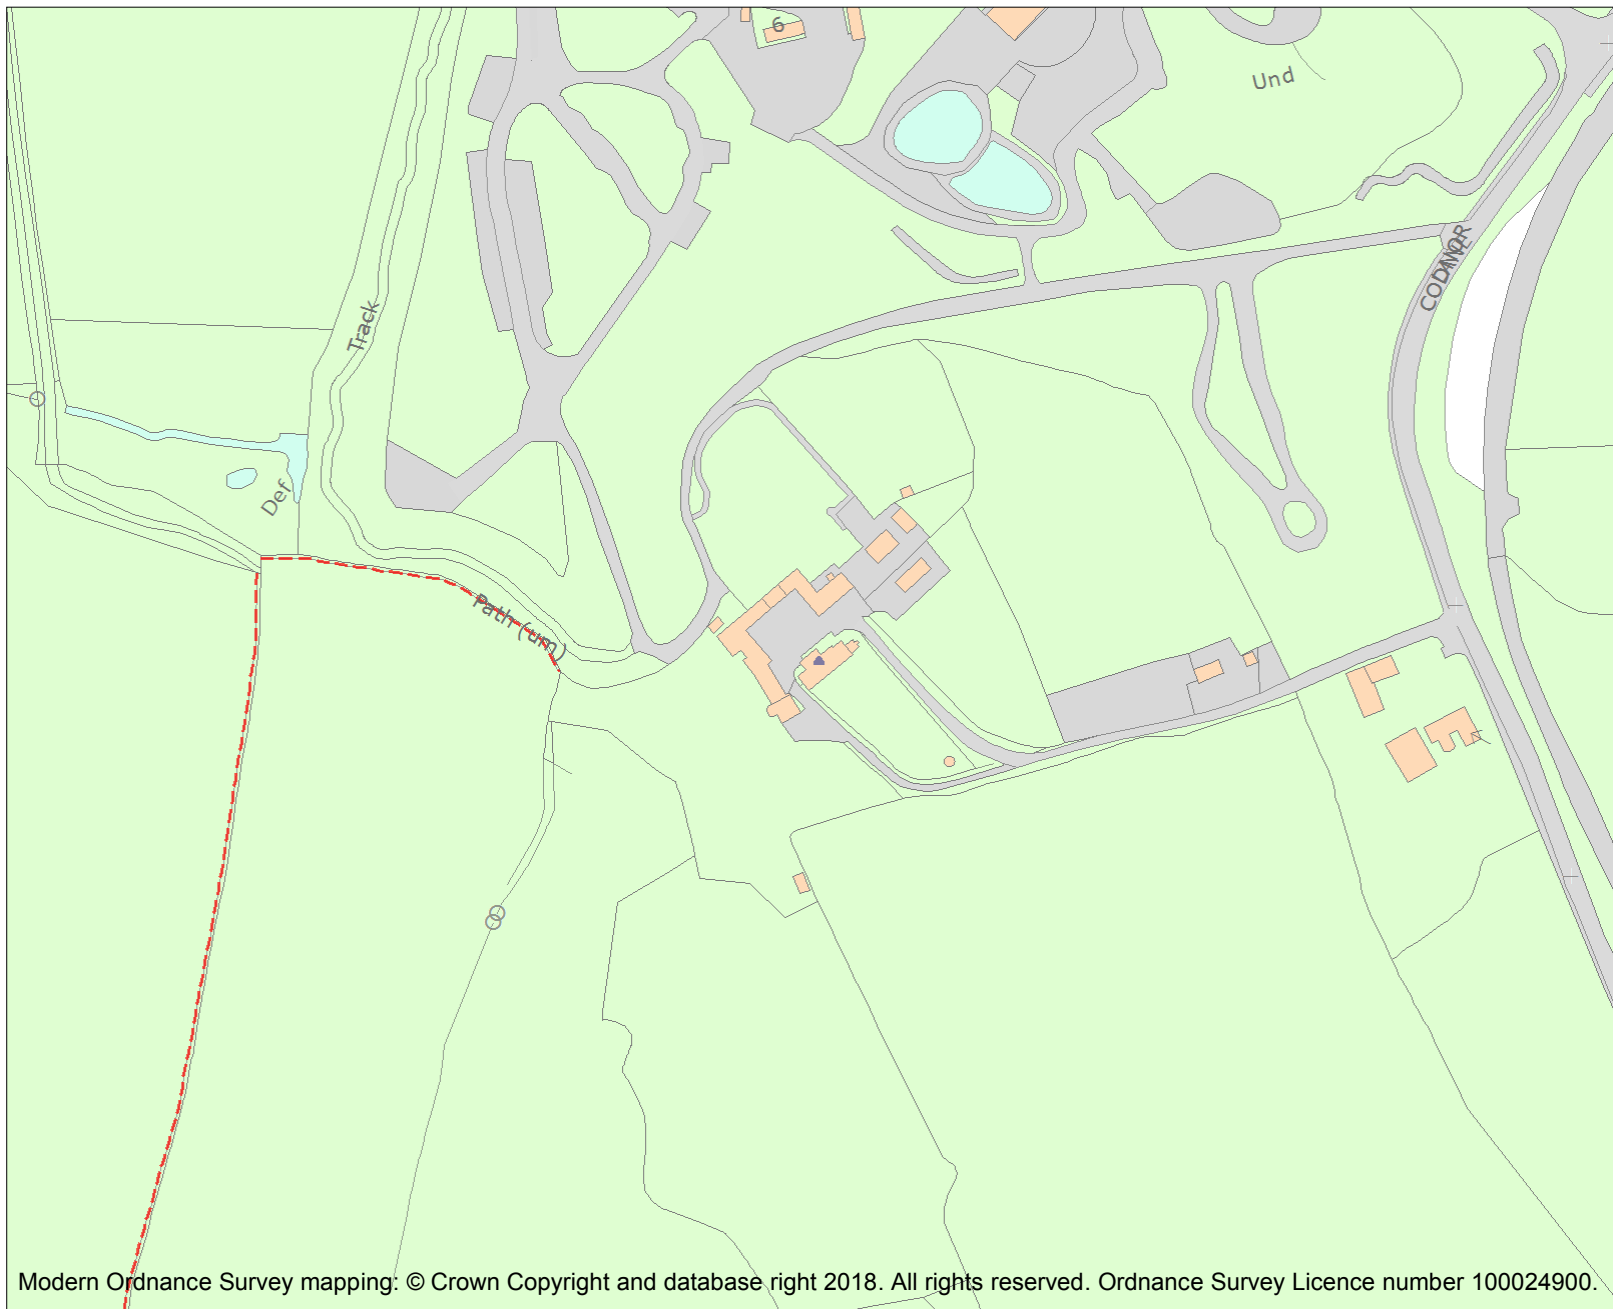 6
Und
CODNOR
Track
Def
Path (um)
Modern Ordnance Survey mapping: © Crown Copyright and database right 2018. All rights reserved. Ordnance Survey Licence number 100024900.